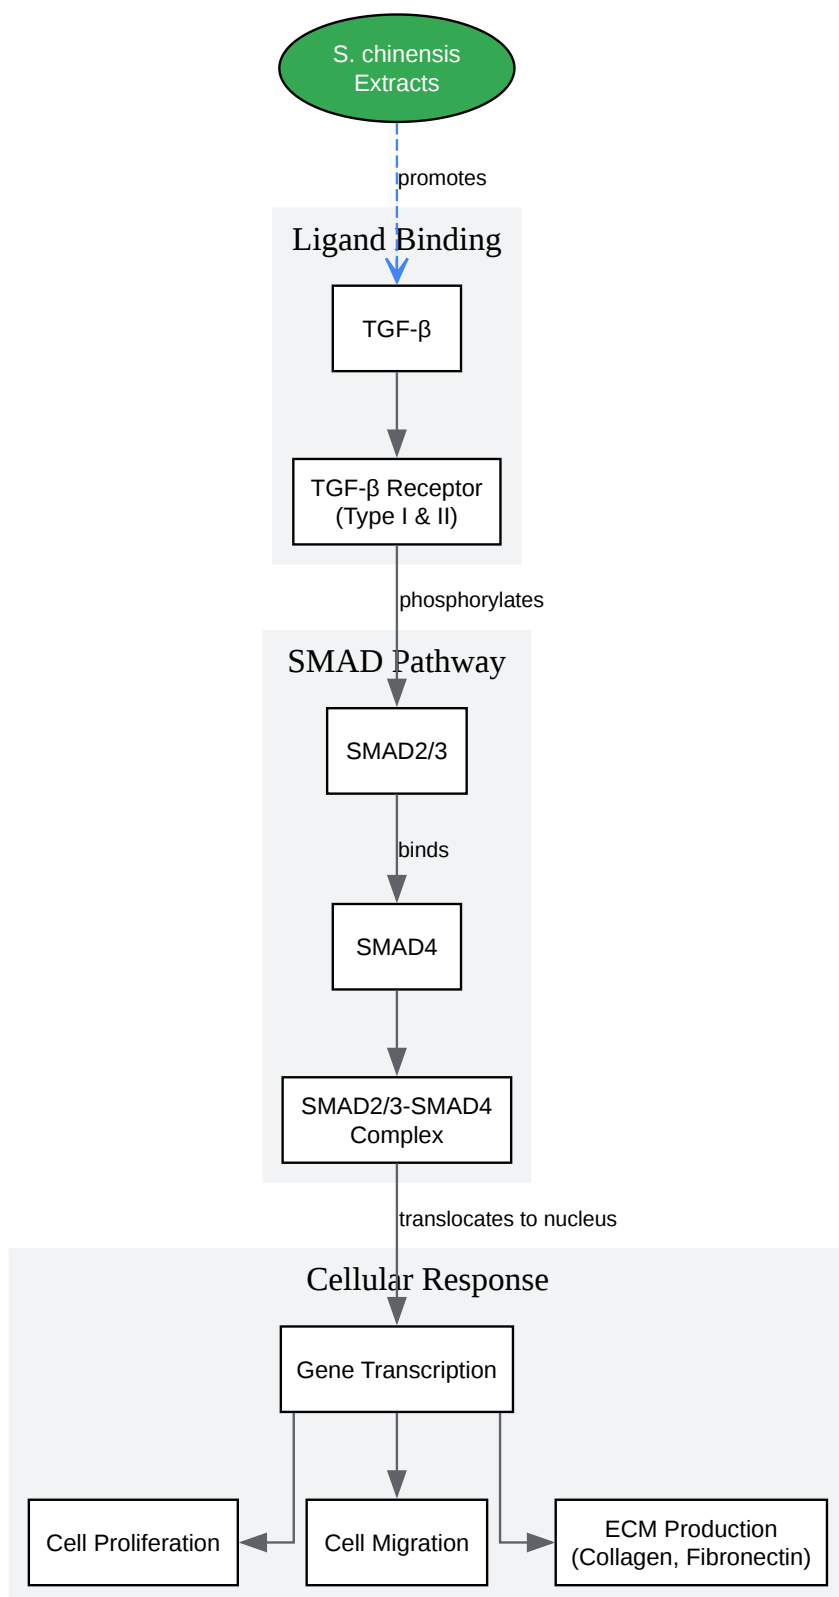 S. chinensis
Extracts
promotes
Ligand Binding
TGF-β
TGF-β Receptor
(Type I & II)
phosphorylates
SMAD Pathway
SMAD2/3
binds
SMAD4
SMAD2/3-SMAD4
Complex
translocates to nucleus
Cellular Response
Gene Transcription
Cell Proliferation
Cell Migration
ECM Production
(Collagen, Fibronectin)